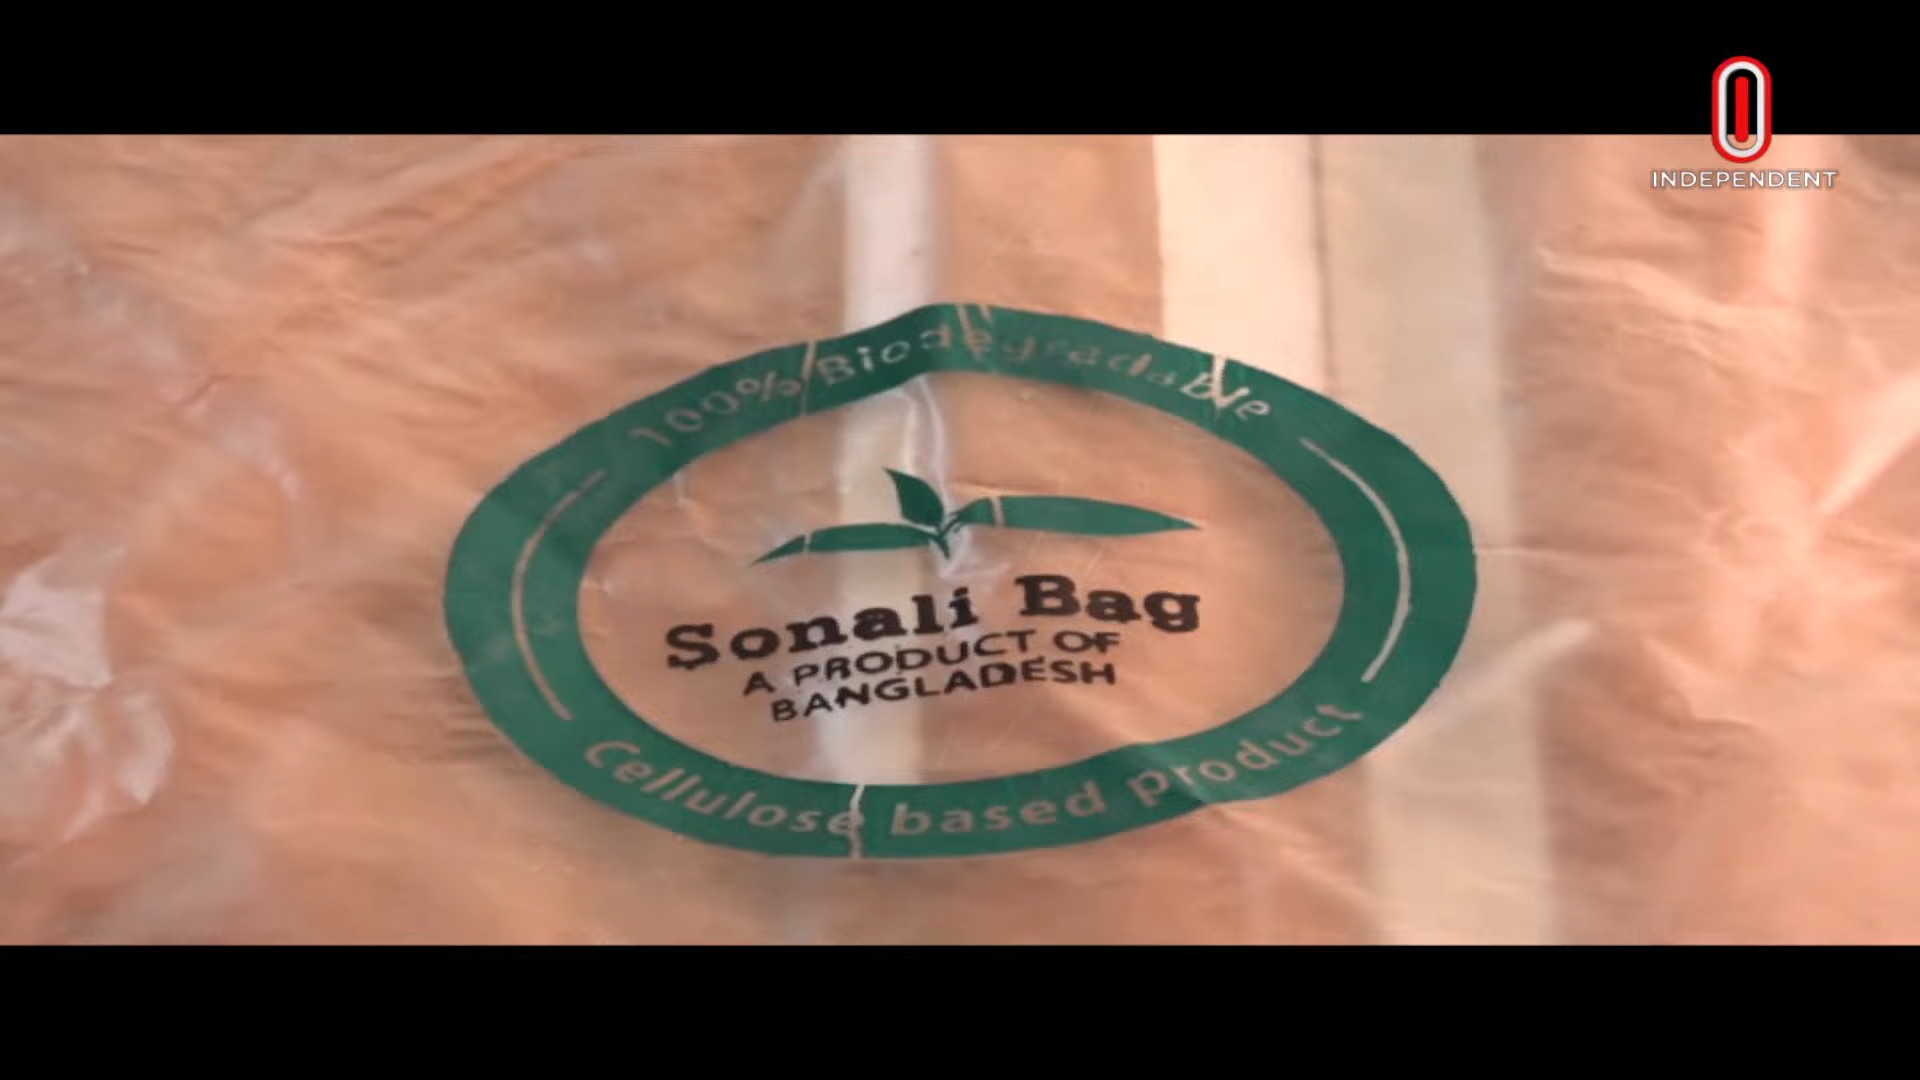 INDEPENDENT
100% Biodegradable
Sonali Bag
A PRODUCT OF
BANGLADESH
Cellulose based product